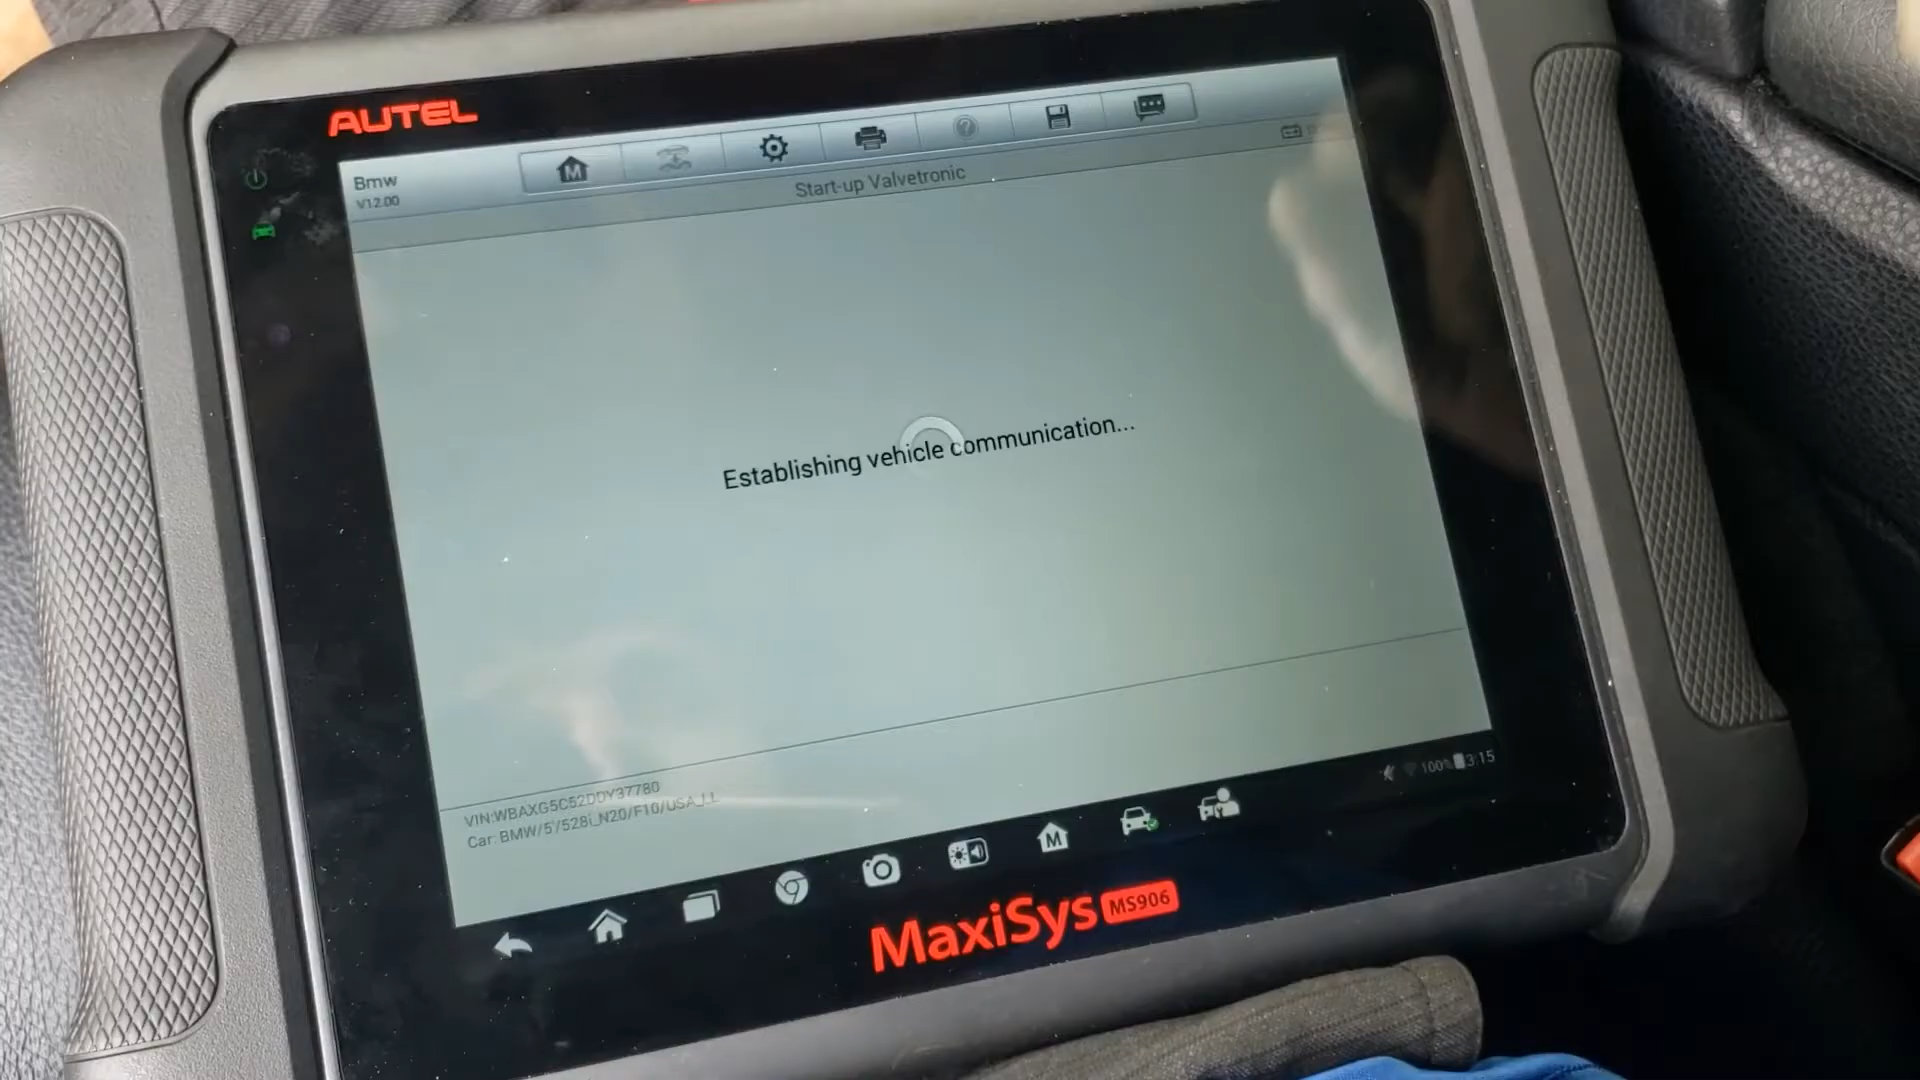 AUTEL
Bmw
V12.00
M
Start-up Valvetronic
Establishing vehicle communication...
VIN:WBAXG5C52DDY37780
Car: BMW/5'/528i_N20/F10/USA_LL
100% 3:15
M
MaxiSys MS906